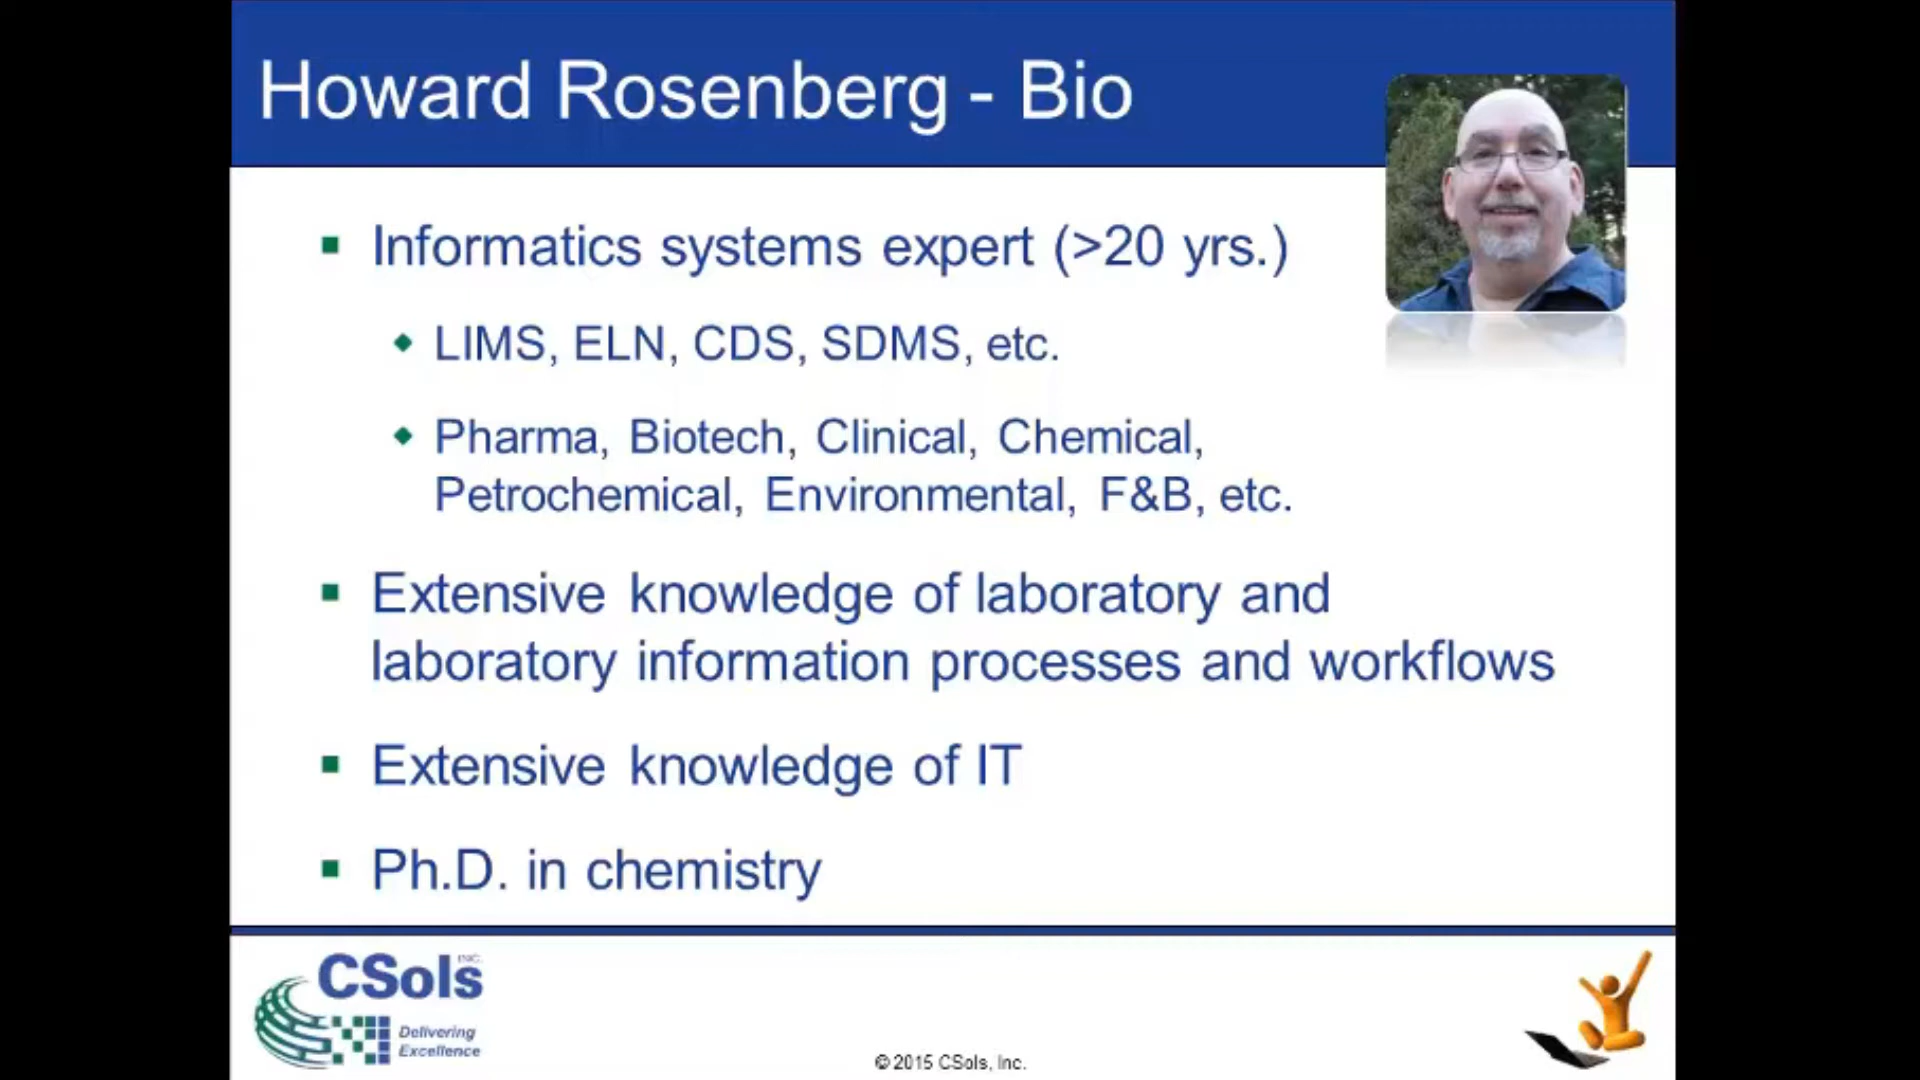 Howard Rosenberg - Bio
Informatics systems expert (>20 yrs.)
LIMS, ELN, CDS, SDMS, etc.
Pharma, Biotech, Clinical, Chemical,
Petrochemical, Environmental, F&B, etc.
Extensive knowledge of laboratory and
laboratory information processes and workflows
Extensive knowledge of IT
Ph.D. in chemistry
CSols INC.
Delivering
Excellence
© 2015 CSols, Inc.